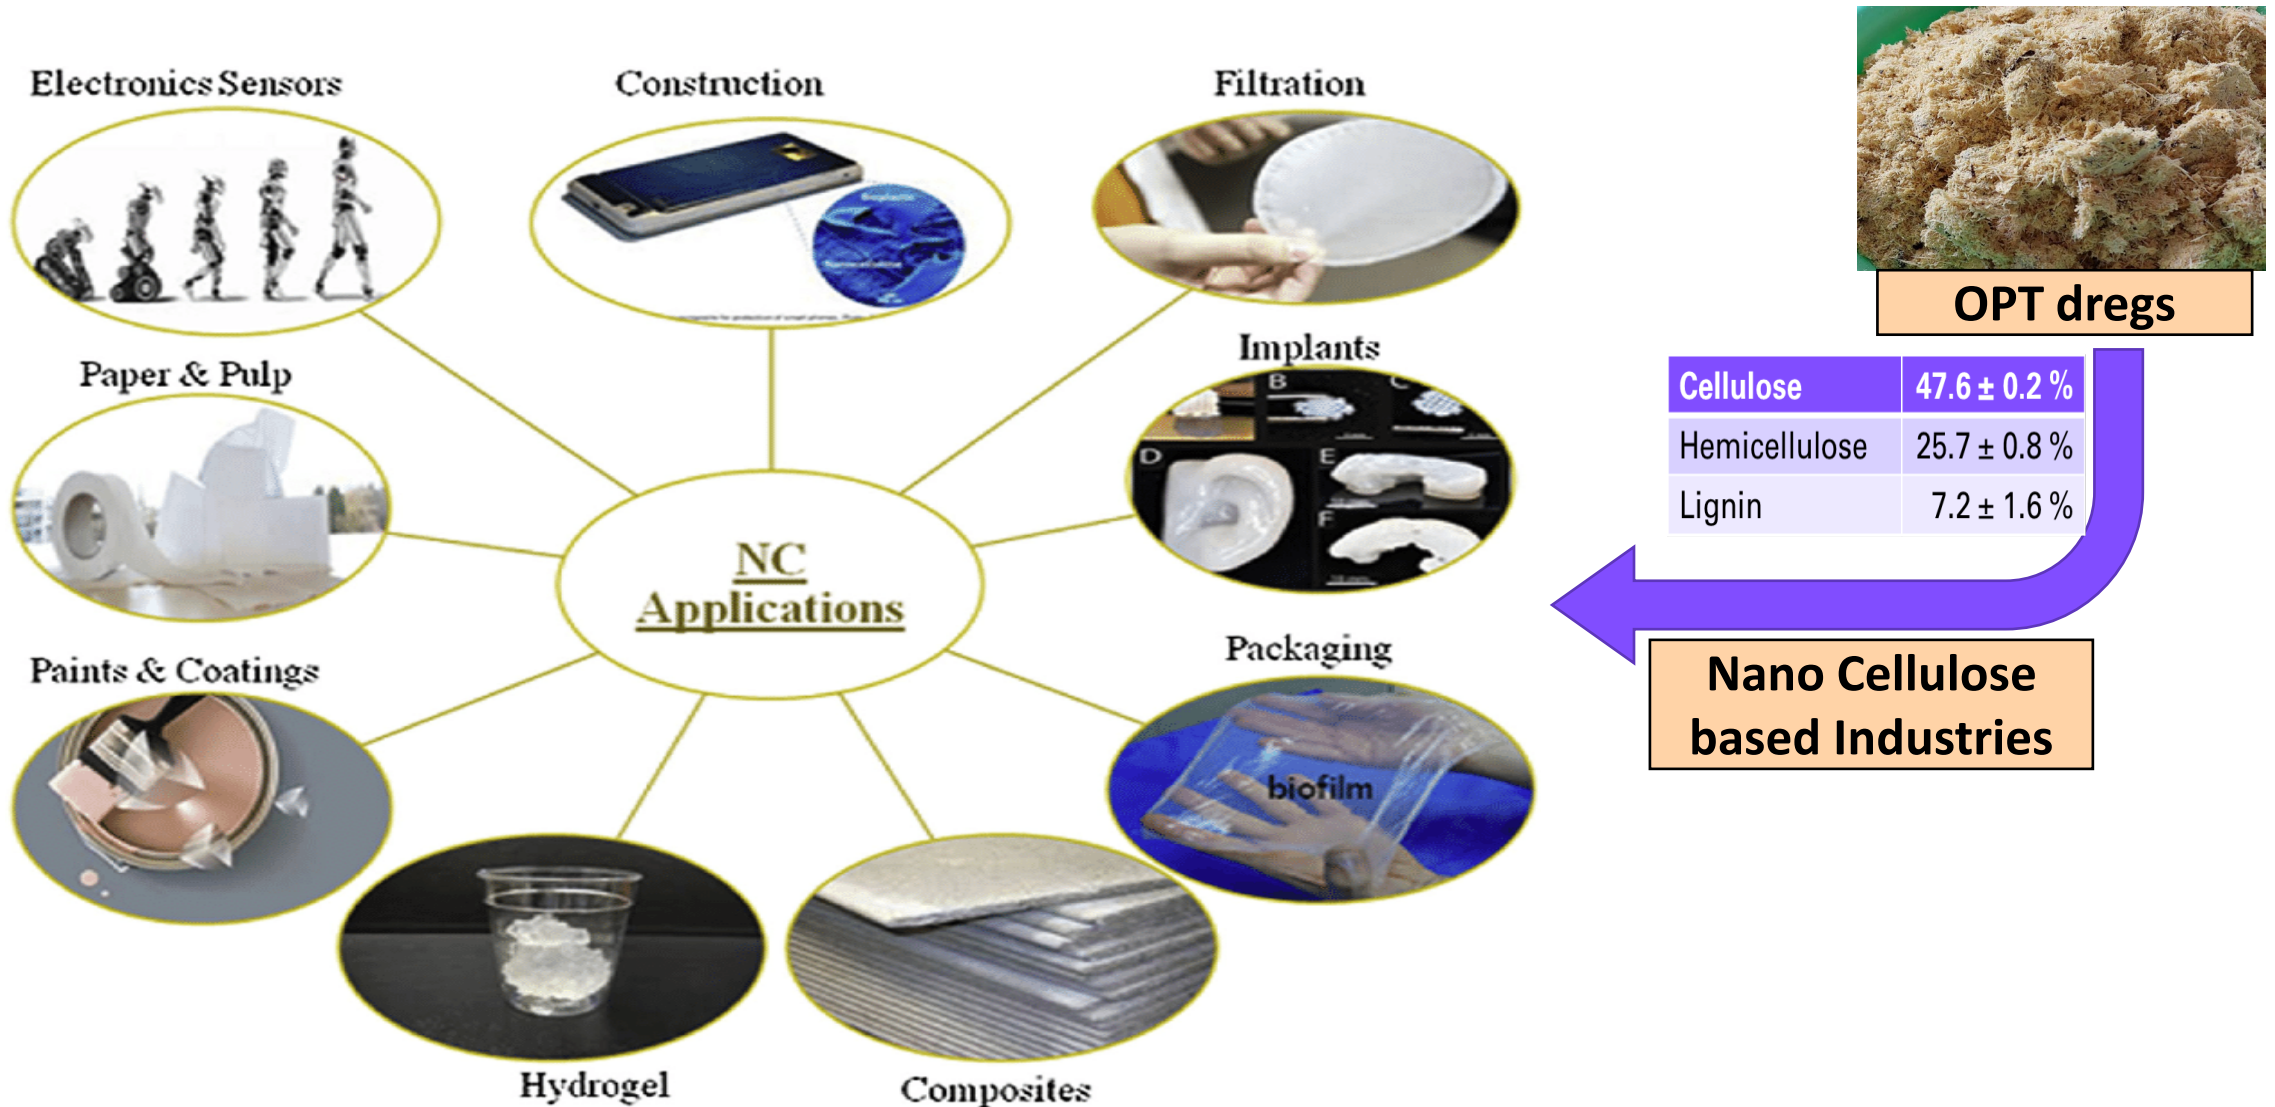 Electronics Sensors
Construction
Filtration
Implants
B
C
D
E
F
Paper & Pulp
NC
Applications
Paints & Coatings
Packaging
biofilm
Hydrogel
Composites
OPT dregs
Cellulose 47.6 ± 0.2 %
Hemicellulose 25.7 ± 0.8 %
Lignin 7.2 ± 1.6 %
Nano Cellulose
based Industries